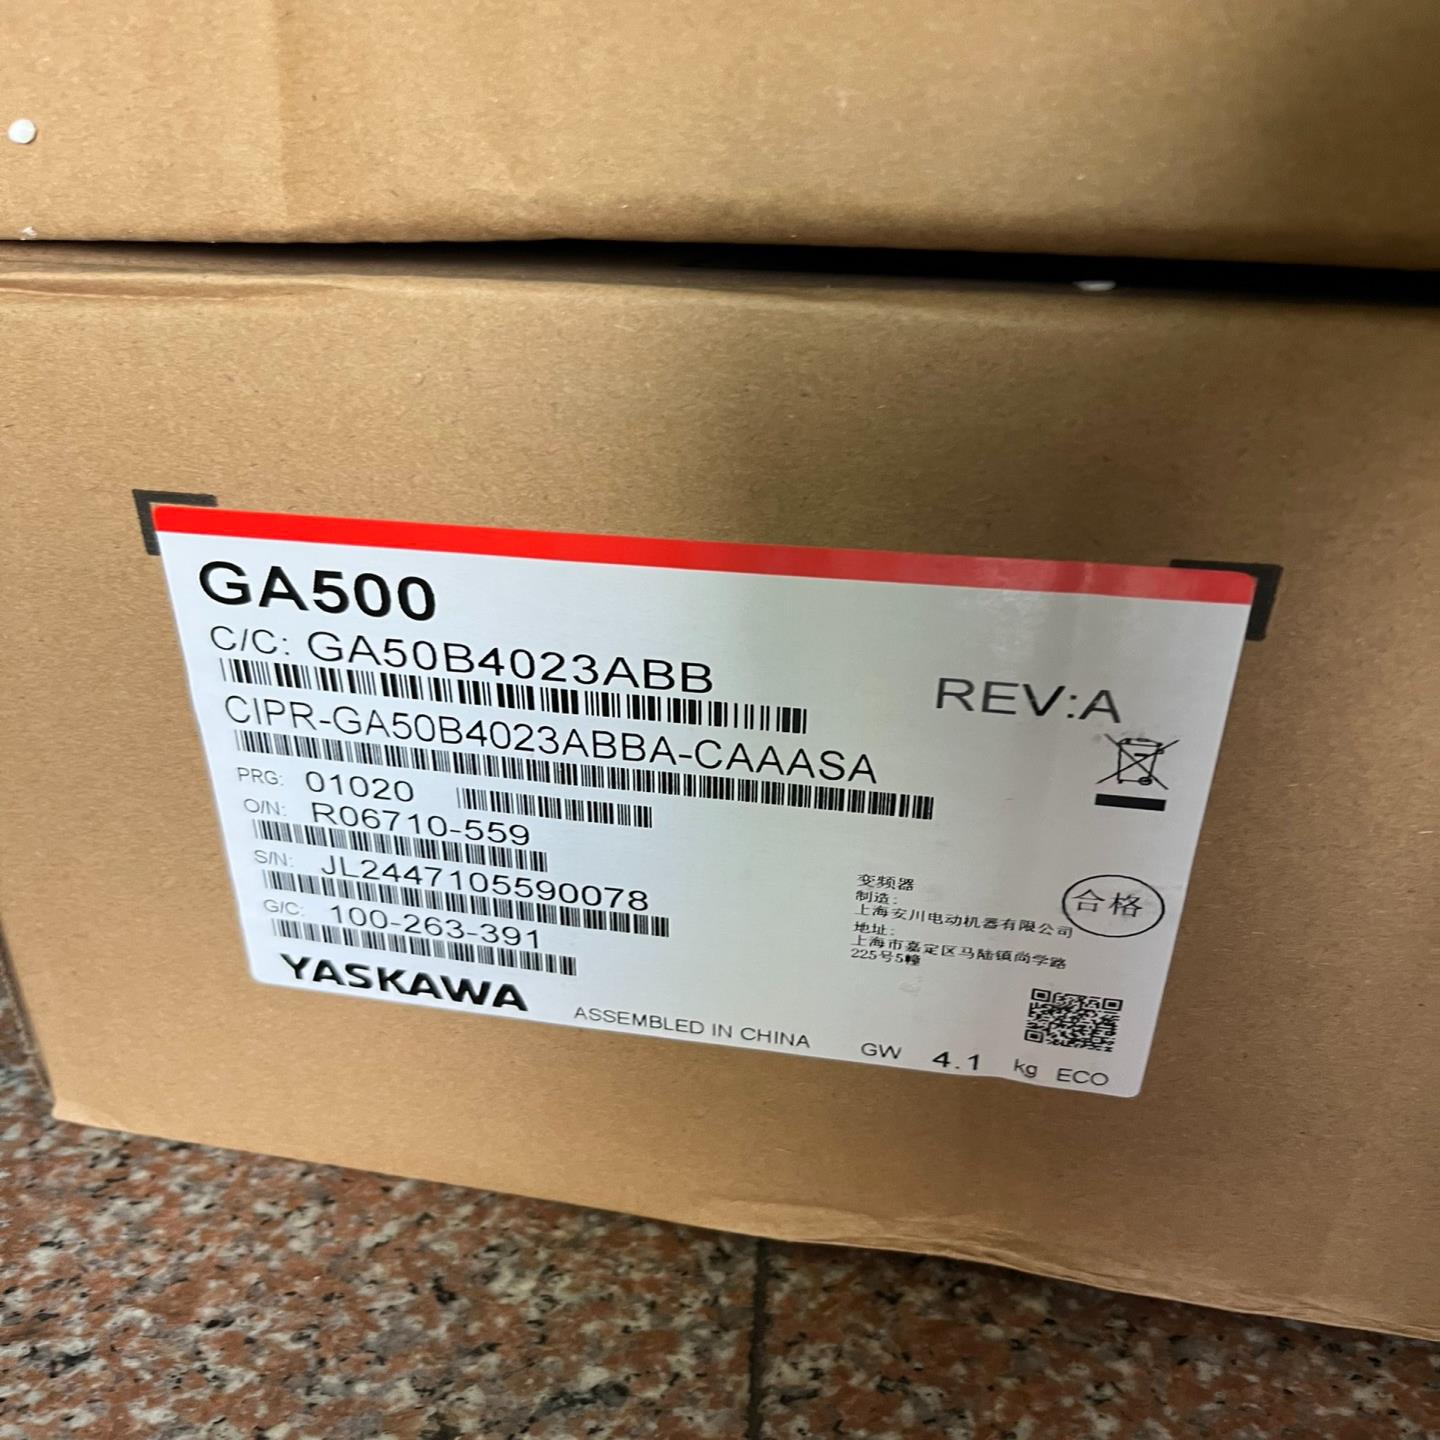 GA500
C/C: GA50B4023ABB
REV:A
CIPR-GA50B4023ABBA-CAAASA
PRG: 01020
O/N: R06710-559
S/N: JL2447105590078
G/C: 100-263-391
变频器
制造:
上海安川电动机器有限公司
合格
地址:
上海市嘉定区马陆镇尚学路
225号5幢
YASKAWA
ASSEMBLED IN CHINA
GW 4.1 kg ECO